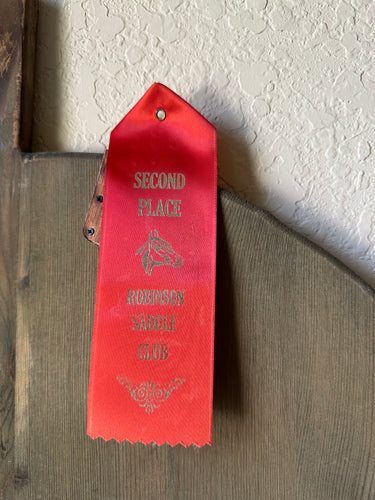 SECOND
PLACE
ROBINSON
SADDLE
CLUB